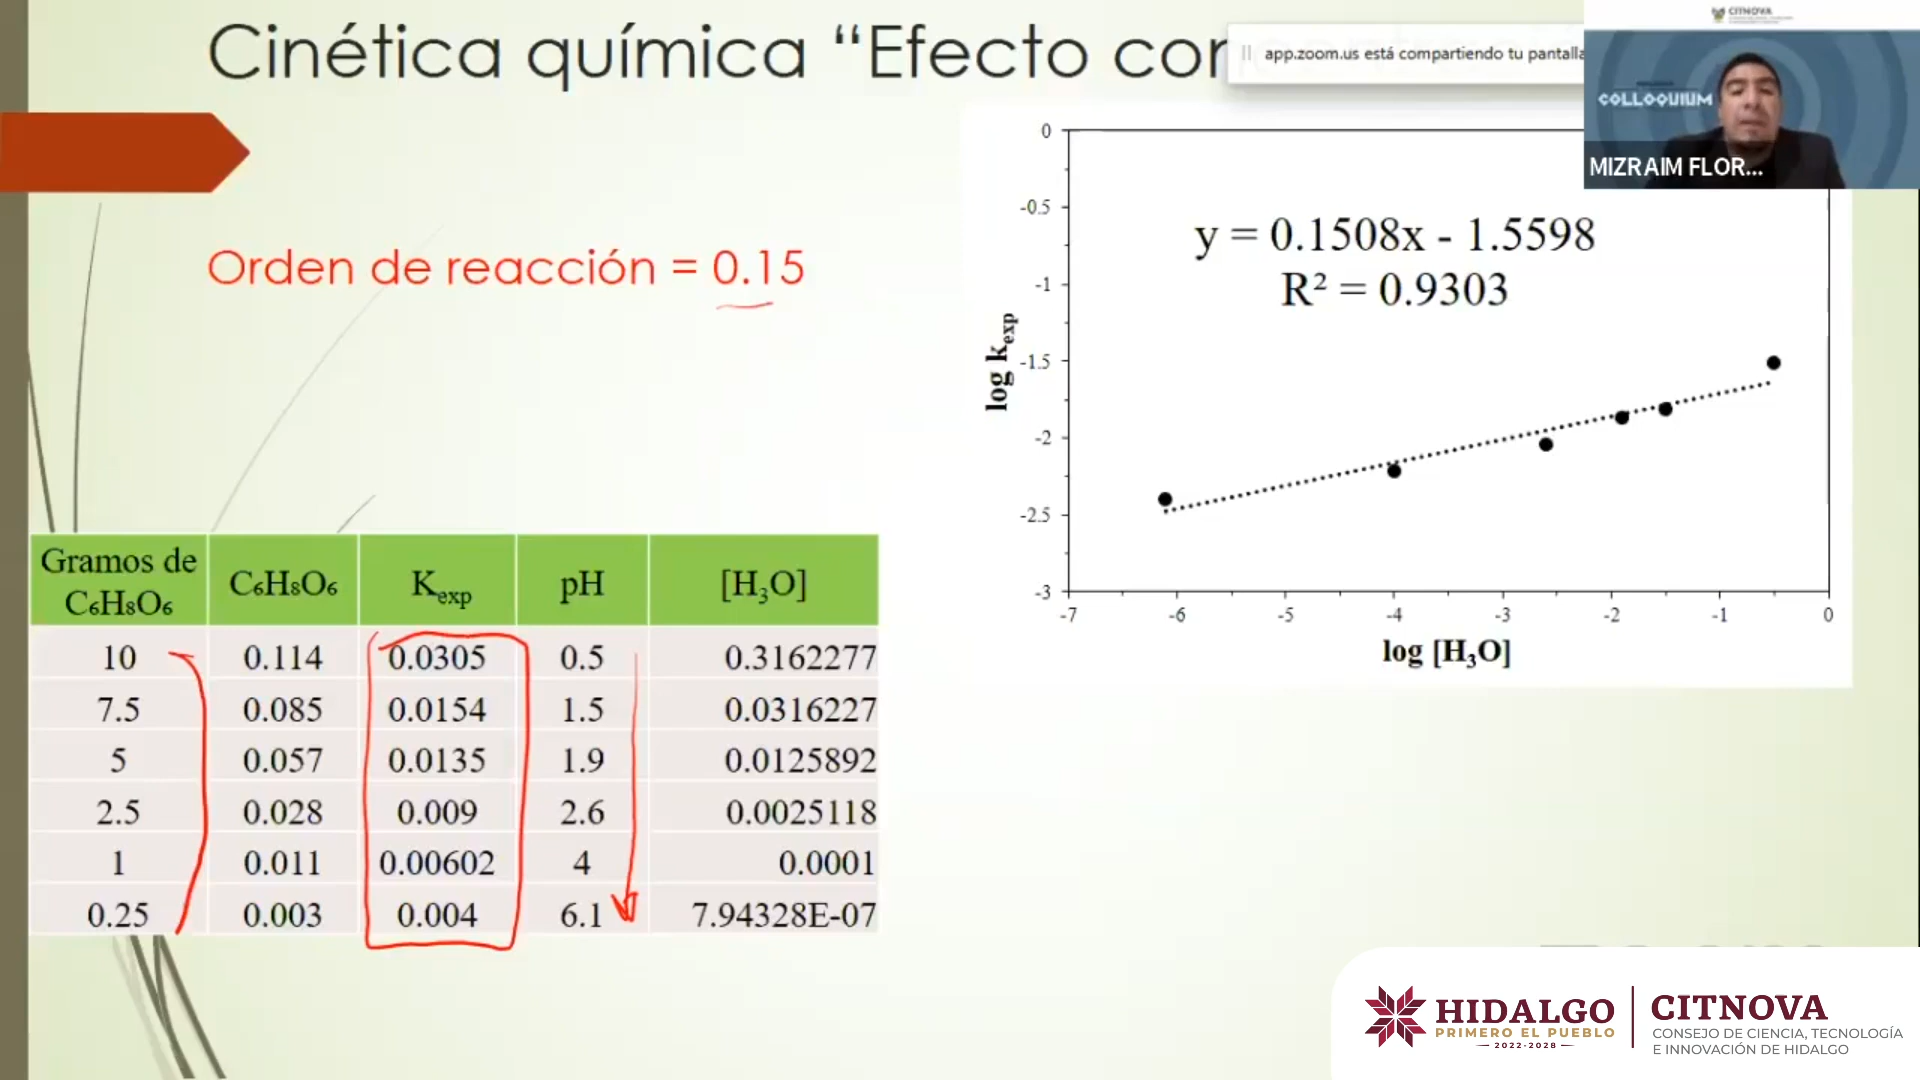 Cinética química “Efecto con
app.zoom.us está compartiendo tu pantalla
CITNOVA
COLLOQUIUM
MIZRAIM FLOR...
Orden de reacción = 0.15
y = 0.1508x - 1.5598
R² = 0.9303
0
-0.5
-1
-1.5
-2
-2.5
-3
log kexp
-7 -6 -5 -4 -3 -2 -1 0
log [H₃O]
Gramos de C₆H₈O₆ C₆H₈O₆ Kexp pH [H₃O]
10 0.114 0.0305 0.5 0.3162277
7.5 0.085 0.0154 1.5 0.0316227
5 0.057 0.0135 1.9 0.0125892
2.5 0.028 0.009 2.6 0.0025118
1 0.011 0.00602 4 0.0001
0.25 0.003 0.004 6.1 7.94328E-07
HIDALGO
PRIMERO EL PUEBLO
2022-2028
CITNOVA
CONSEJO DE CIENCIA, TECNOLOGÍA
E INNOVACIÓN DE HIDALGO